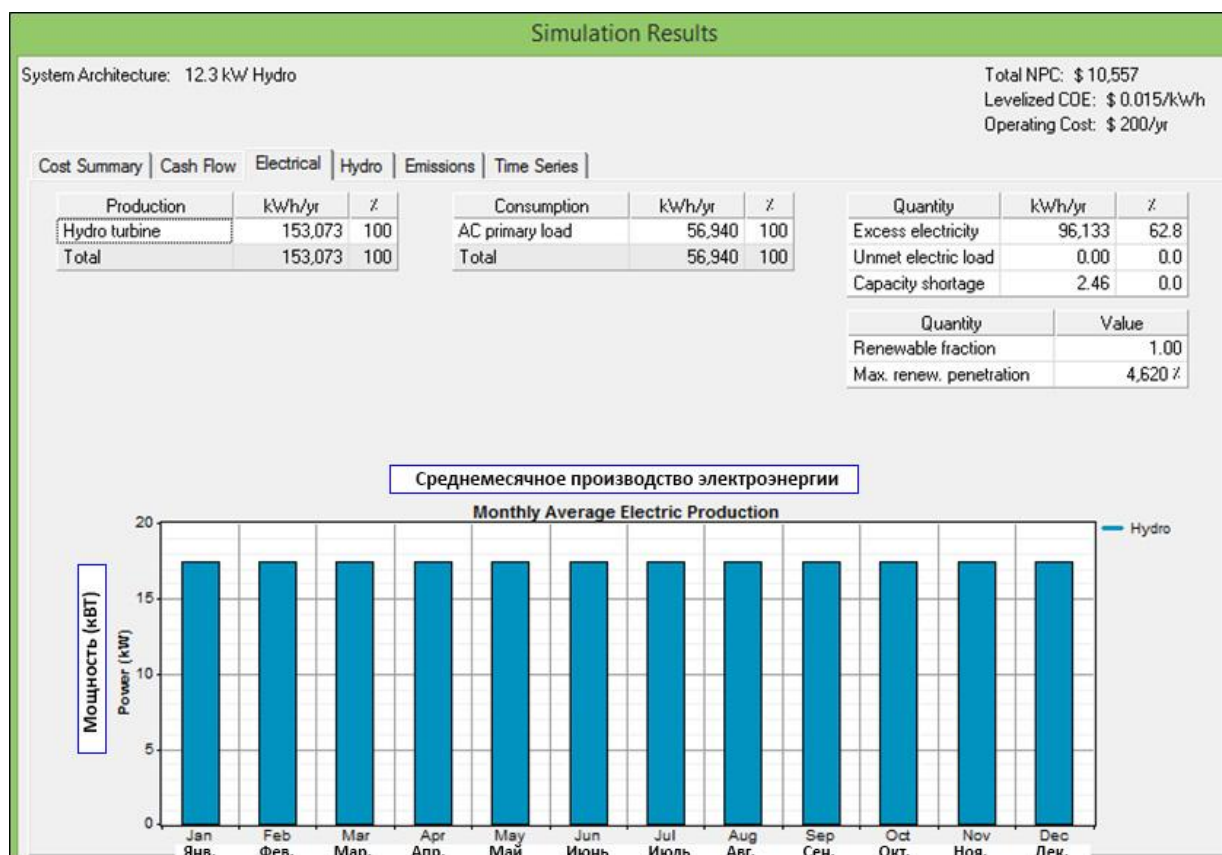 Simulation Results
System Architecture: 12.3 kW Hydro
Total NPC: $ 10,557
Levelized COE: $ 0.015/kWh
Operating Cost: $ 200/yr
Cost Summary Cash Flow Electrical Hydro Emissions Time Series
Production kWh/yr %
Hydro turbine 153,073 100
Total 153,073 100
Consumption kWh/yr %
AC primary load 56,940 100
Total 56,940 100
Quantity kWh/yr %
Excess electricity 96,133 62.8
Unmet electric load 0.00 0.0
Capacity shortage 2.46 0.0
Quantity Value
Renewable fraction 1.00
Max. renew. penetration 4,620 %
Среднемесячное производство электроэнергии
Monthly Average Electric Production
Hydro
Мощность (кВТ)
Power (kW)
20
15
10
5
0
Jan Feb Mar Apr May Jun Jul Aug Sep Oct Nov Dec
Янв. Фев. Мар. Апр. Май Июнь Июль Авг. Сен. Окт. Ноя. Дек.